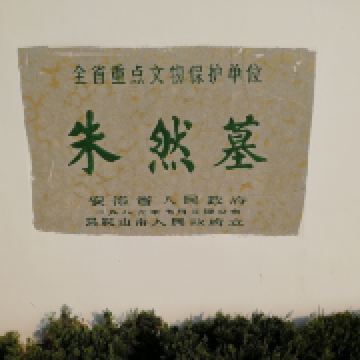 全省重点文物保护单位
朱然墓
安徽省人民政府
马鞍山市人民政府立